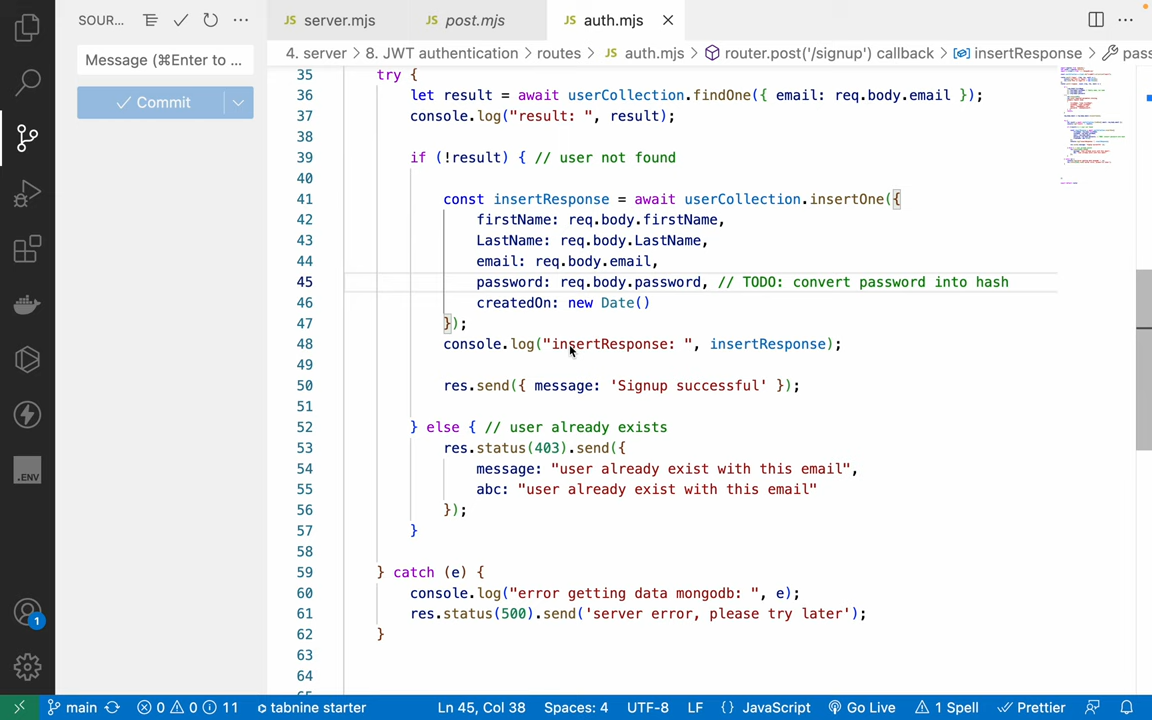 SOUR...
JS server.mjs
JS post.mjs
JS auth.mjs
Message (⌘Enter to ...
4. server > 8. JWT authentication > routes > JS auth.mjs > router.post('/signup') callback > insertResponse > pass
Commit
35 try {
36 let result = await userCollection.findOne({ email: req.body.email });
37 console.log("result: ", result);
38
39 if (!result) { // user not found
40
41 const insertResponse = await userCollection.insertOne({
42 firstName: req.body.firstName,
43 LastName: req.body.LastName,
44 email: req.body.email,
45 password: req.body.password, // TODO: convert password into hash
46 createdOn: new Date()
47 });
48 console.log("insertResponse: ", insertResponse);
49
50 res.send({ message: 'Signup successful' });
51
52 } else { // user already exists
53 res.status(403).send({
54 message: "user already exist with this email",
55 abc: "user already exist with this email"
56 });
57 }
58
59 } catch (e) {
60 console.log("error getting data mongodb: ", e);
61 res.status(500).send('server error, please try later');
62 }
63
64
.ENV
1
main 0 0 11 tabnine starter Ln 45, Col 38 Spaces: 4 UTF-8 LF {} JavaScript Go Live 1 Spell Prettier